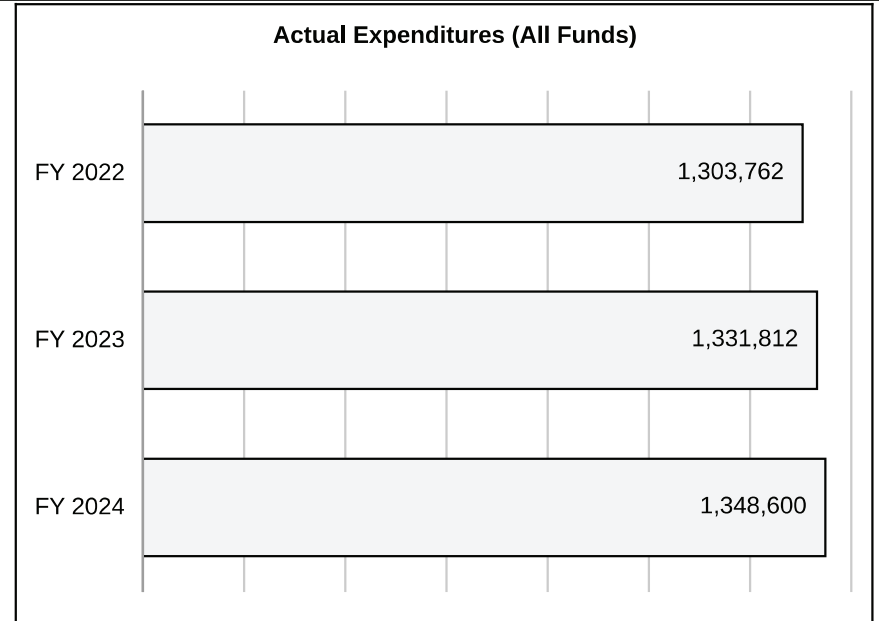 Actual Expenditures (All Funds)
FY 2022 1,303,762
FY 2023 1,331,812
FY 2024 1,348,600